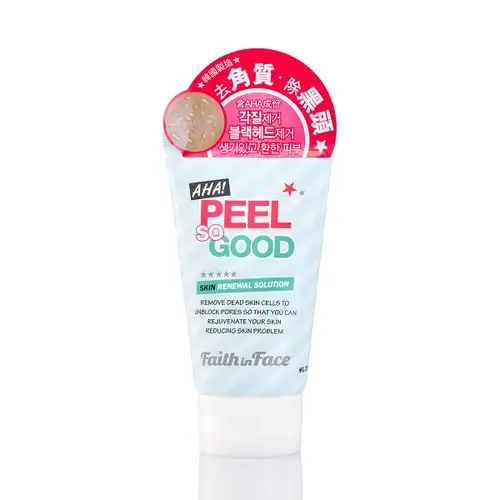 ★韓國製造★
去角質・除黑頭★
含AHA成份
각질제거
블랙헤드제거
생기있고 환한 피부
AHA!
PEEL
SO
GOOD
★★★★★
SKIN RENEWAL SOLUTION
REMOVE DEAD SKIN CELLS TO
UNBLOCK PORES SO THAT YOU CAN
REJUVENATE YOUR SKIN
REDUCING SKIN PROBLEM
Faith in Face